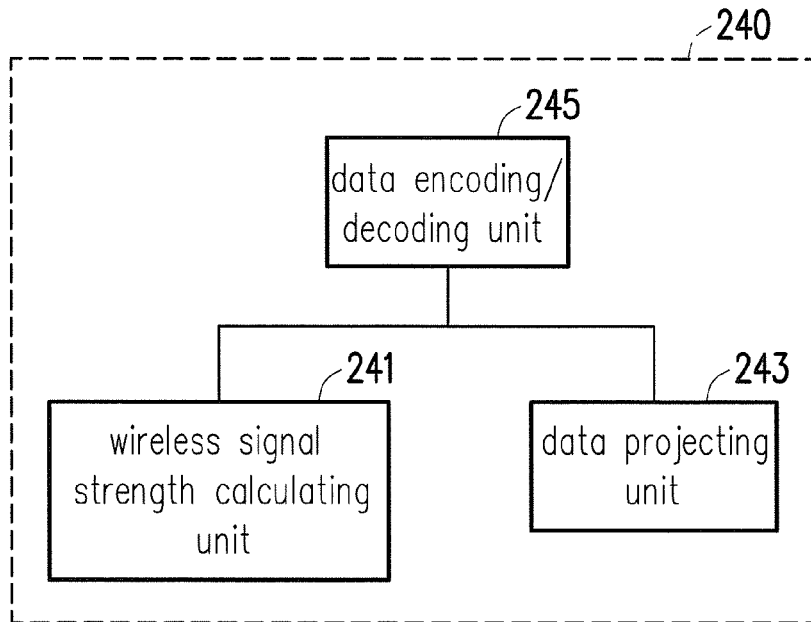 240
245
data encoding/
decoding unit
241
wireless signal
strength calculating
unit
243
data projecting
unit